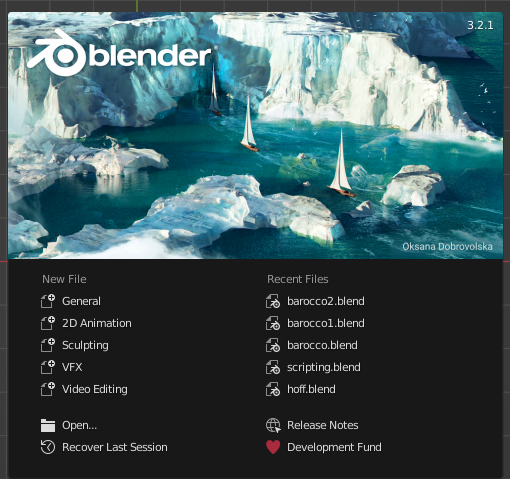 3.2.1
blender
Oksana Dobrovolska
New File
General
2D Animation
Sculpting
VFX
Video Editing
Open...
Recover Last Session
Recent Files
barocco2.blend
barocco1.blend
barocco.blend
scripting.blend
hoff.blend
Release Notes
Development Fund